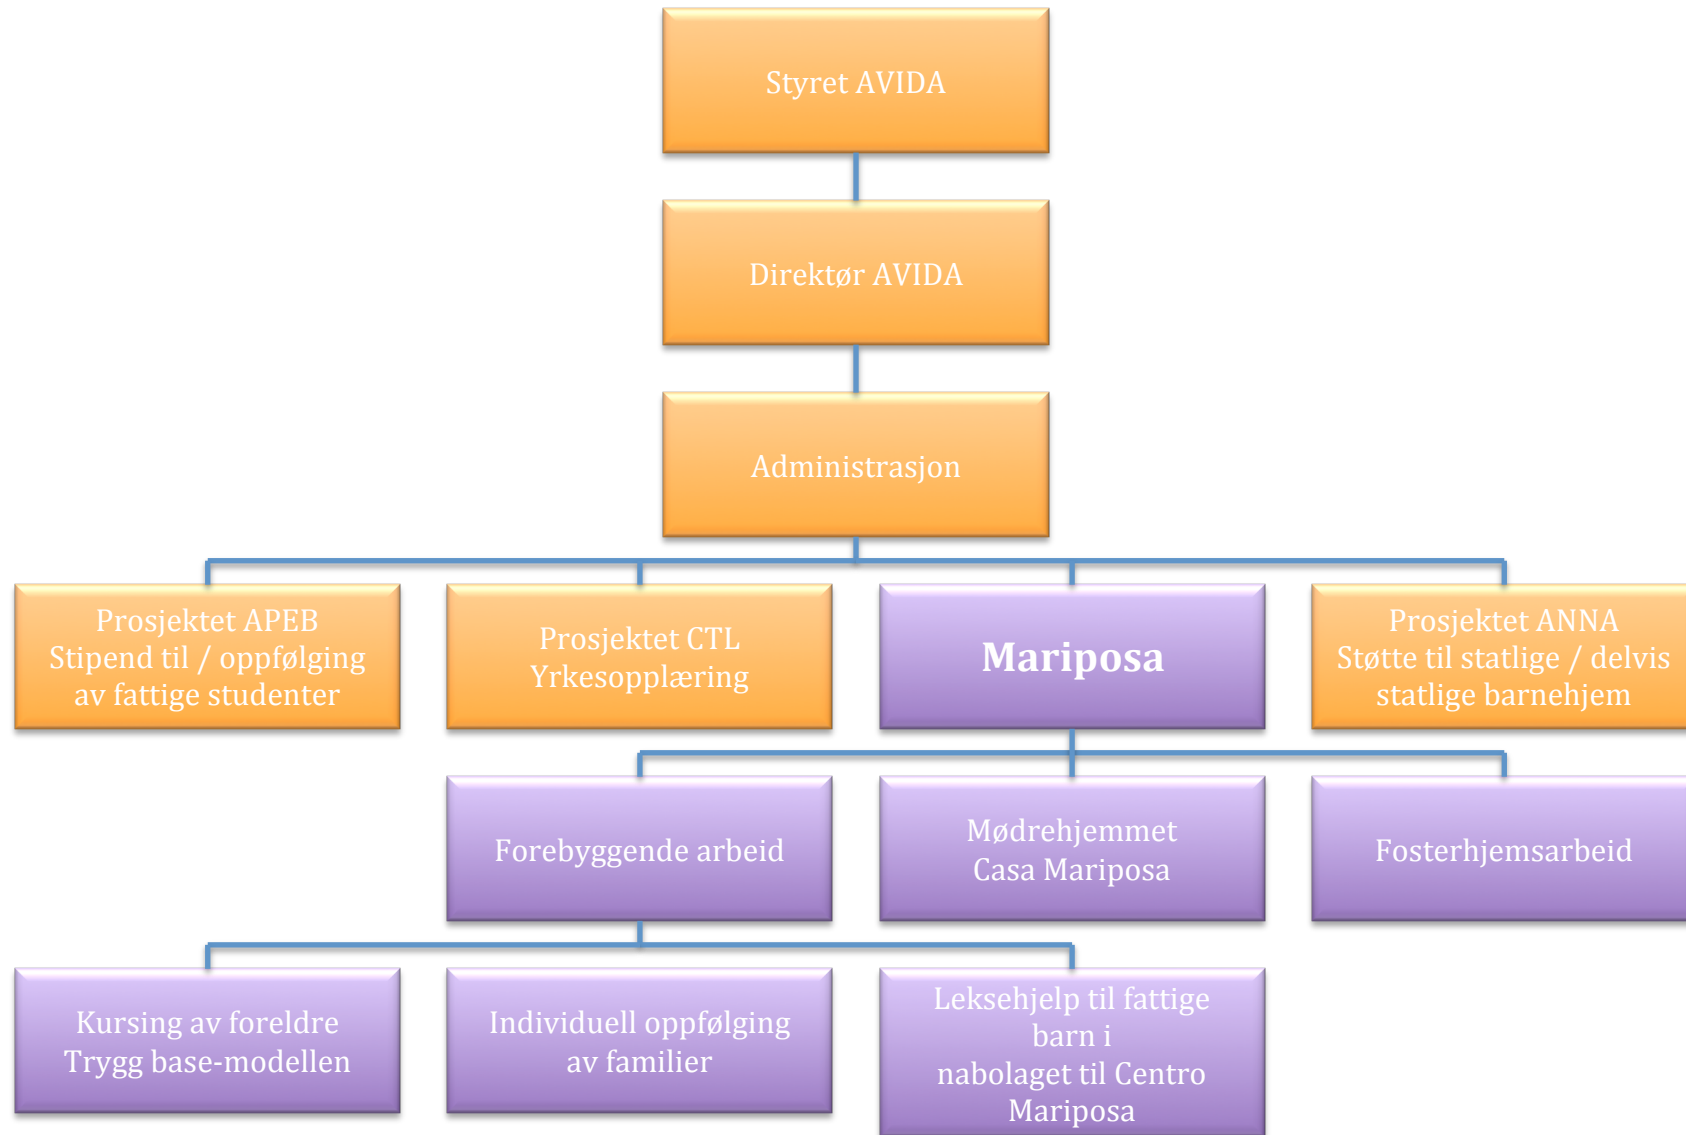 Styret AVIDA
Direktør AVIDA
Administrasjon
Prosjektet APEB
Stipend til / oppfølging
av fattige studenter
Prosjektet CTL
Yrkesopplæring
Mariposa
Prosjektet ANNA
Støtte til statlige / delvis
statlige barnehjem
Forebyggende arbeid
Mødrehjemmet
Casa Mariposa
Fosterhjemsarbeid
Kursing av foreldre
Trygg base-modellen
Individuell oppfølging
av familier
Leksehjelp til fattige
barn i
nabolaget til Centro
Mariposa